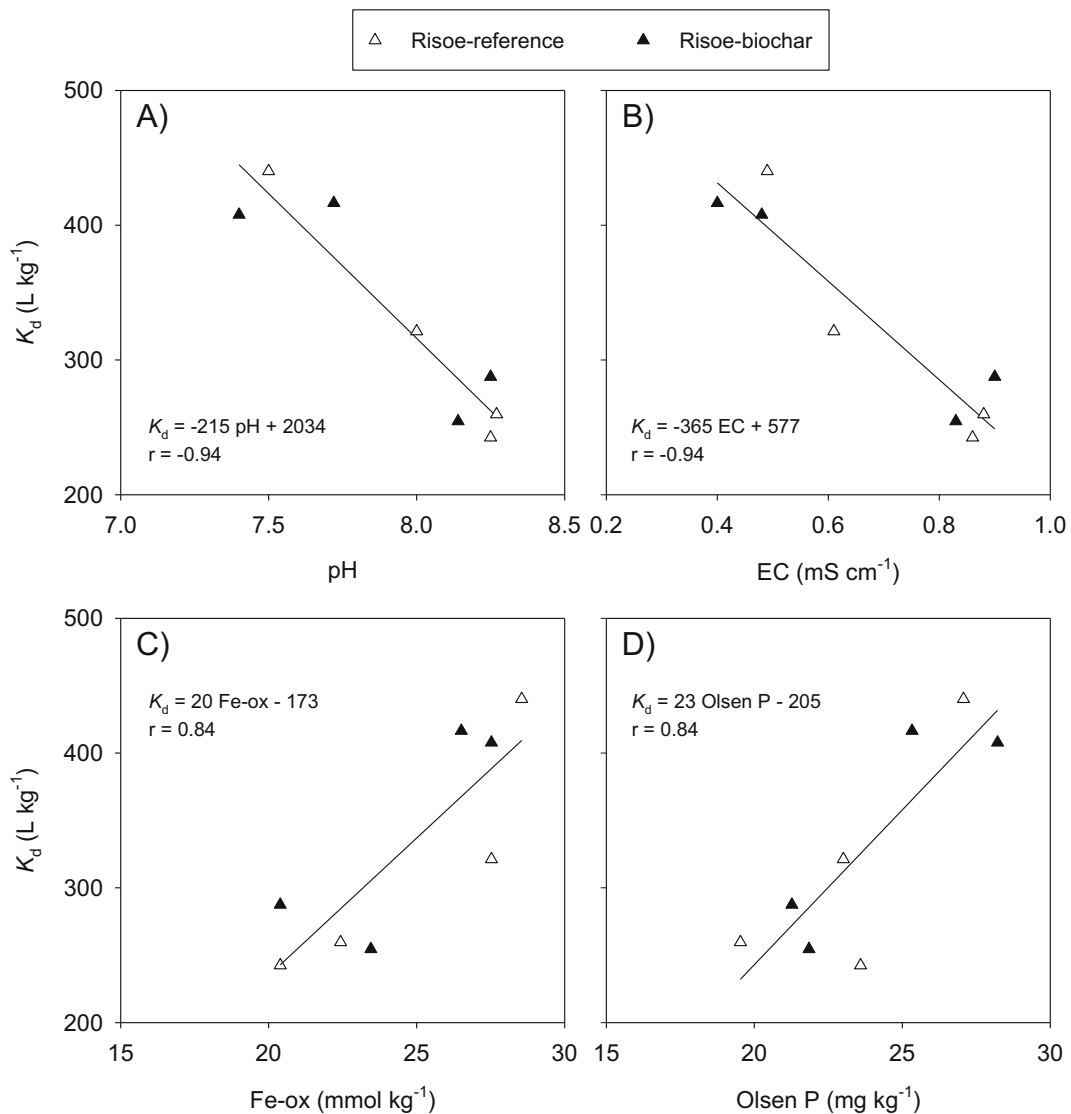 Risoe-reference Risoe-biochar
A) B)
500
400
300
200
K_d (L kg⁻¹)
K_d = -215 pH + 2034
r = -0.94
K_d = -365 EC + 577
r = -0.94
7.0 7.5 8.0 8.5
0.2 0.4 0.6 0.8 1.0
pH
EC (mS cm⁻¹)
C) D)
500
400
300
200
K_d (L kg⁻¹)
K_d = 20 Fe-ox - 173
r = 0.84
K_d = 23 Olsen P - 205
r = 0.84
15 20 25 30
15 20 25 30
Fe-ox (mmol kg⁻¹)
Olsen P (mg kg⁻¹)